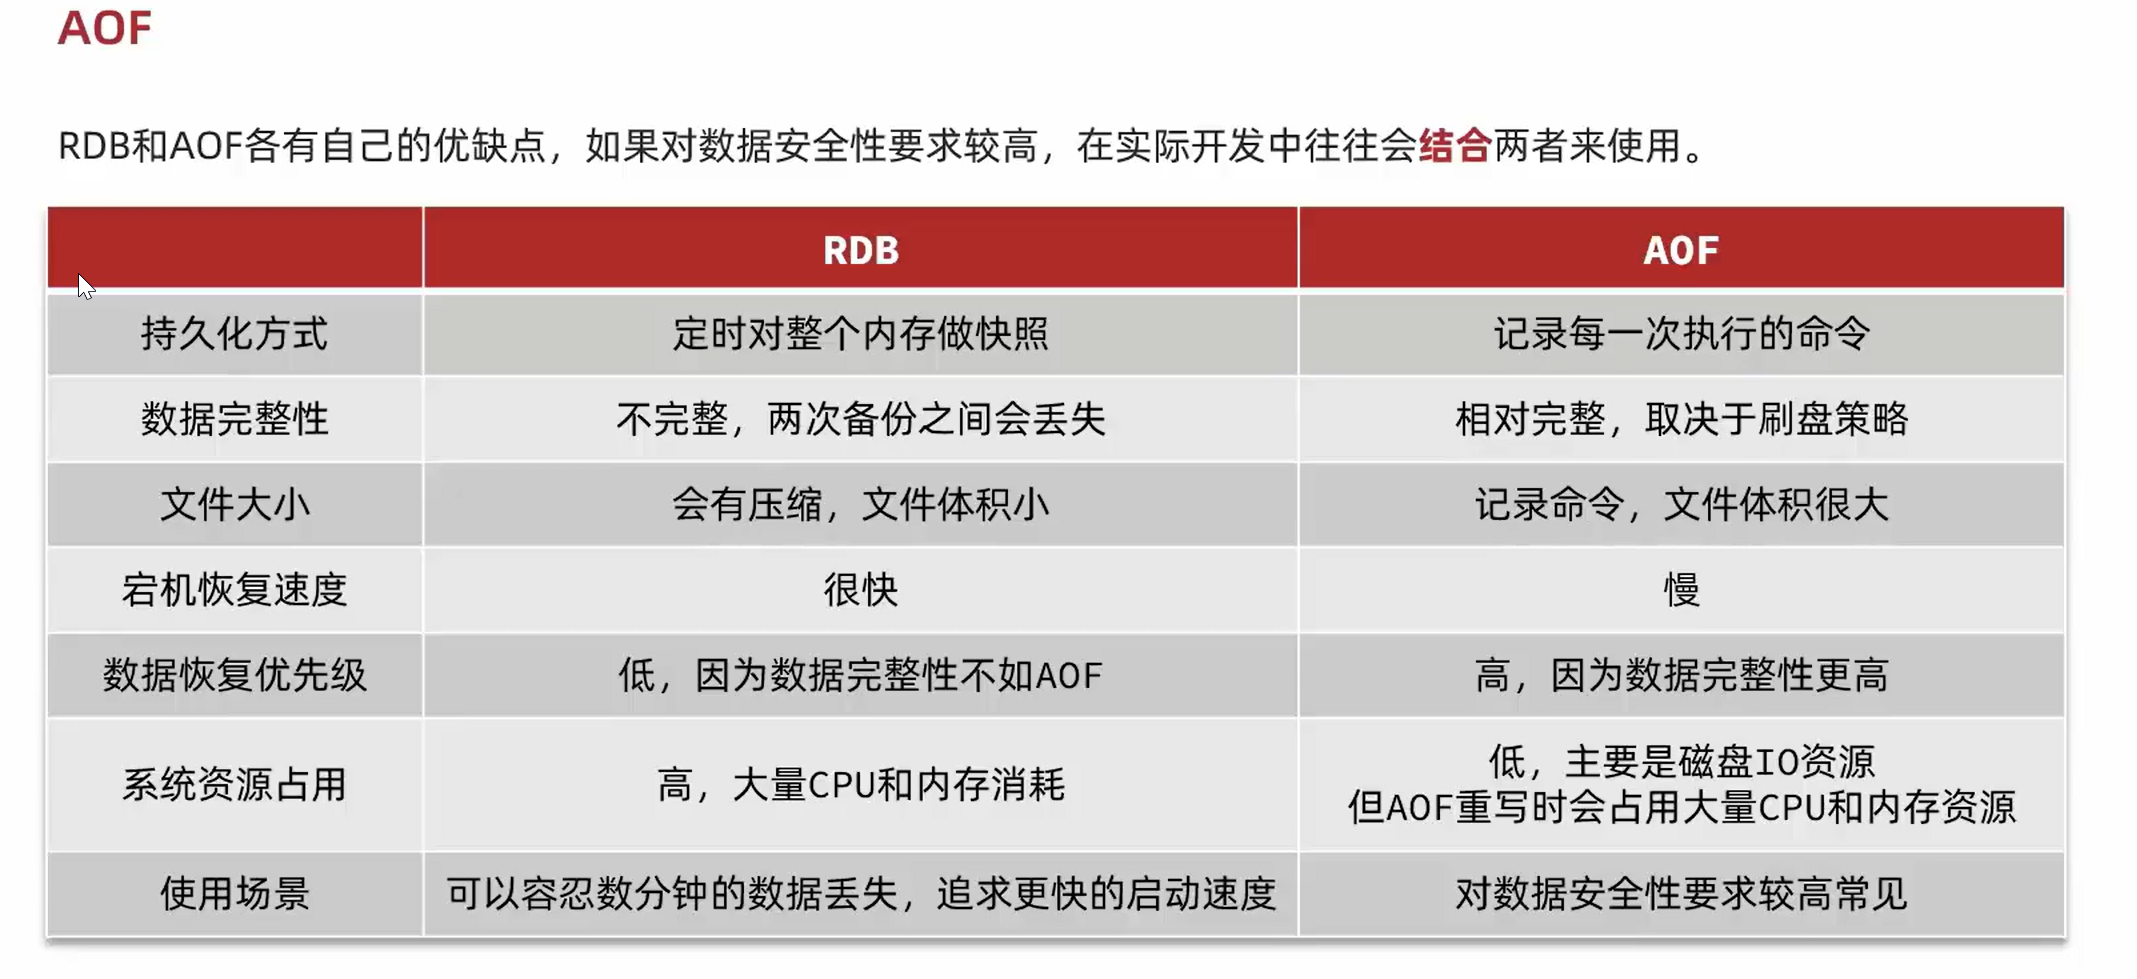 AOF
RDB和AOF各有自己的优缺点，如果对数据安全性要求较高，在实际开发中往往会结合两者来使用。
RDB AOF
持久化方式 定时对整个内存做快照 记录每一次执行的命令
数据完整性 不完整，两次备份之间会丢失 相对完整，取决于刷盘策略
文件大小 会有压缩，文件体积小 记录命令，文件体积很大
宕机恢复速度 很快 慢
数据恢复优先级 低，因为数据完整性不如AOF 高，因为数据完整性更高
系统资源占用 高，大量CPU和内存消耗 低，主要是磁盘IO资源
但AOF重写时会占用大量CPU和内存资源
使用场景 可以容忍数分钟的数据丢失，追求更快的启动速度 对数据安全性要求较高常见